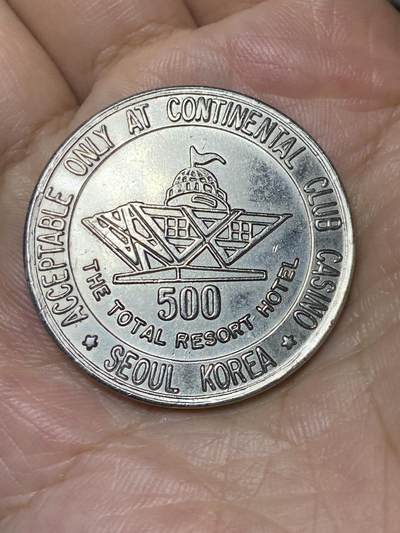 ACCEPTABLE ONLY AT CONTINENTAL CLUB CASINO
500
THE TOTAL RESORT HOTEL
SEOUL KOREA